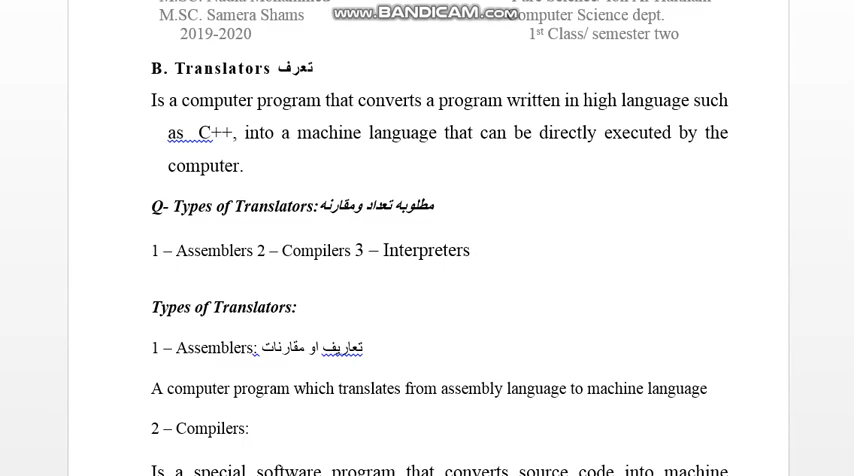 M.SC. Samera Shams
www.BANDICAM.com
Computer Science dept.
2019-2020
1st Class/ semester two
B. Translators تعرف
Is a computer program that converts a program written in high language such
as C++, into a machine language that can be directly executed by the
computer.
Q- Types of Translators: مطلوبه تعداد ومقارنه
1 – Assemblers 2 – Compilers 3 – Interpreters
Types of Translators:
1 – Assemblers: تعاريف او مقارنات
A computer program which translates from assembly language to machine language
2 – Compilers:
Is a special software program that converts source code into machine